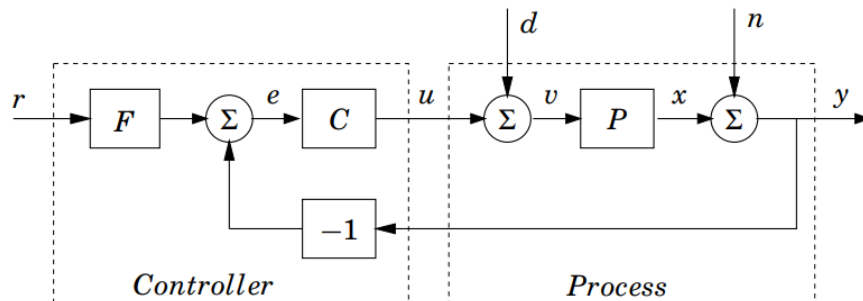 d
n
r
F
Σ
e
C
u
Σ
v
P
x
Σ
y
−1
Controller
Process